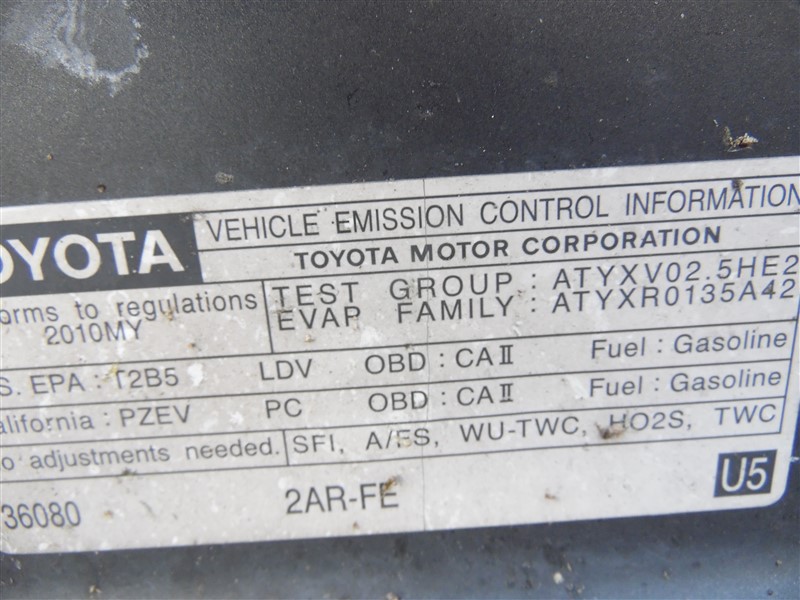 OYOTA
VEHICLE EMISSION CONTROL INFORMATION
TOYOTA MOTOR CORPORATION
orms to regulations
2010MY
TEST GROUP : ATYXV02.5HE2
EVAP FAMILY : ATYXR0135A42
S. EPA : T2B5 LDV OBD : CAII Fuel : Gasoline
alifornia : PZEV PC OBD : CAII Fuel : Gasoline
o adjustments needed. SFI, A/FS, WU-TWC, HO2S, TWC
36080 2AR-FE U5